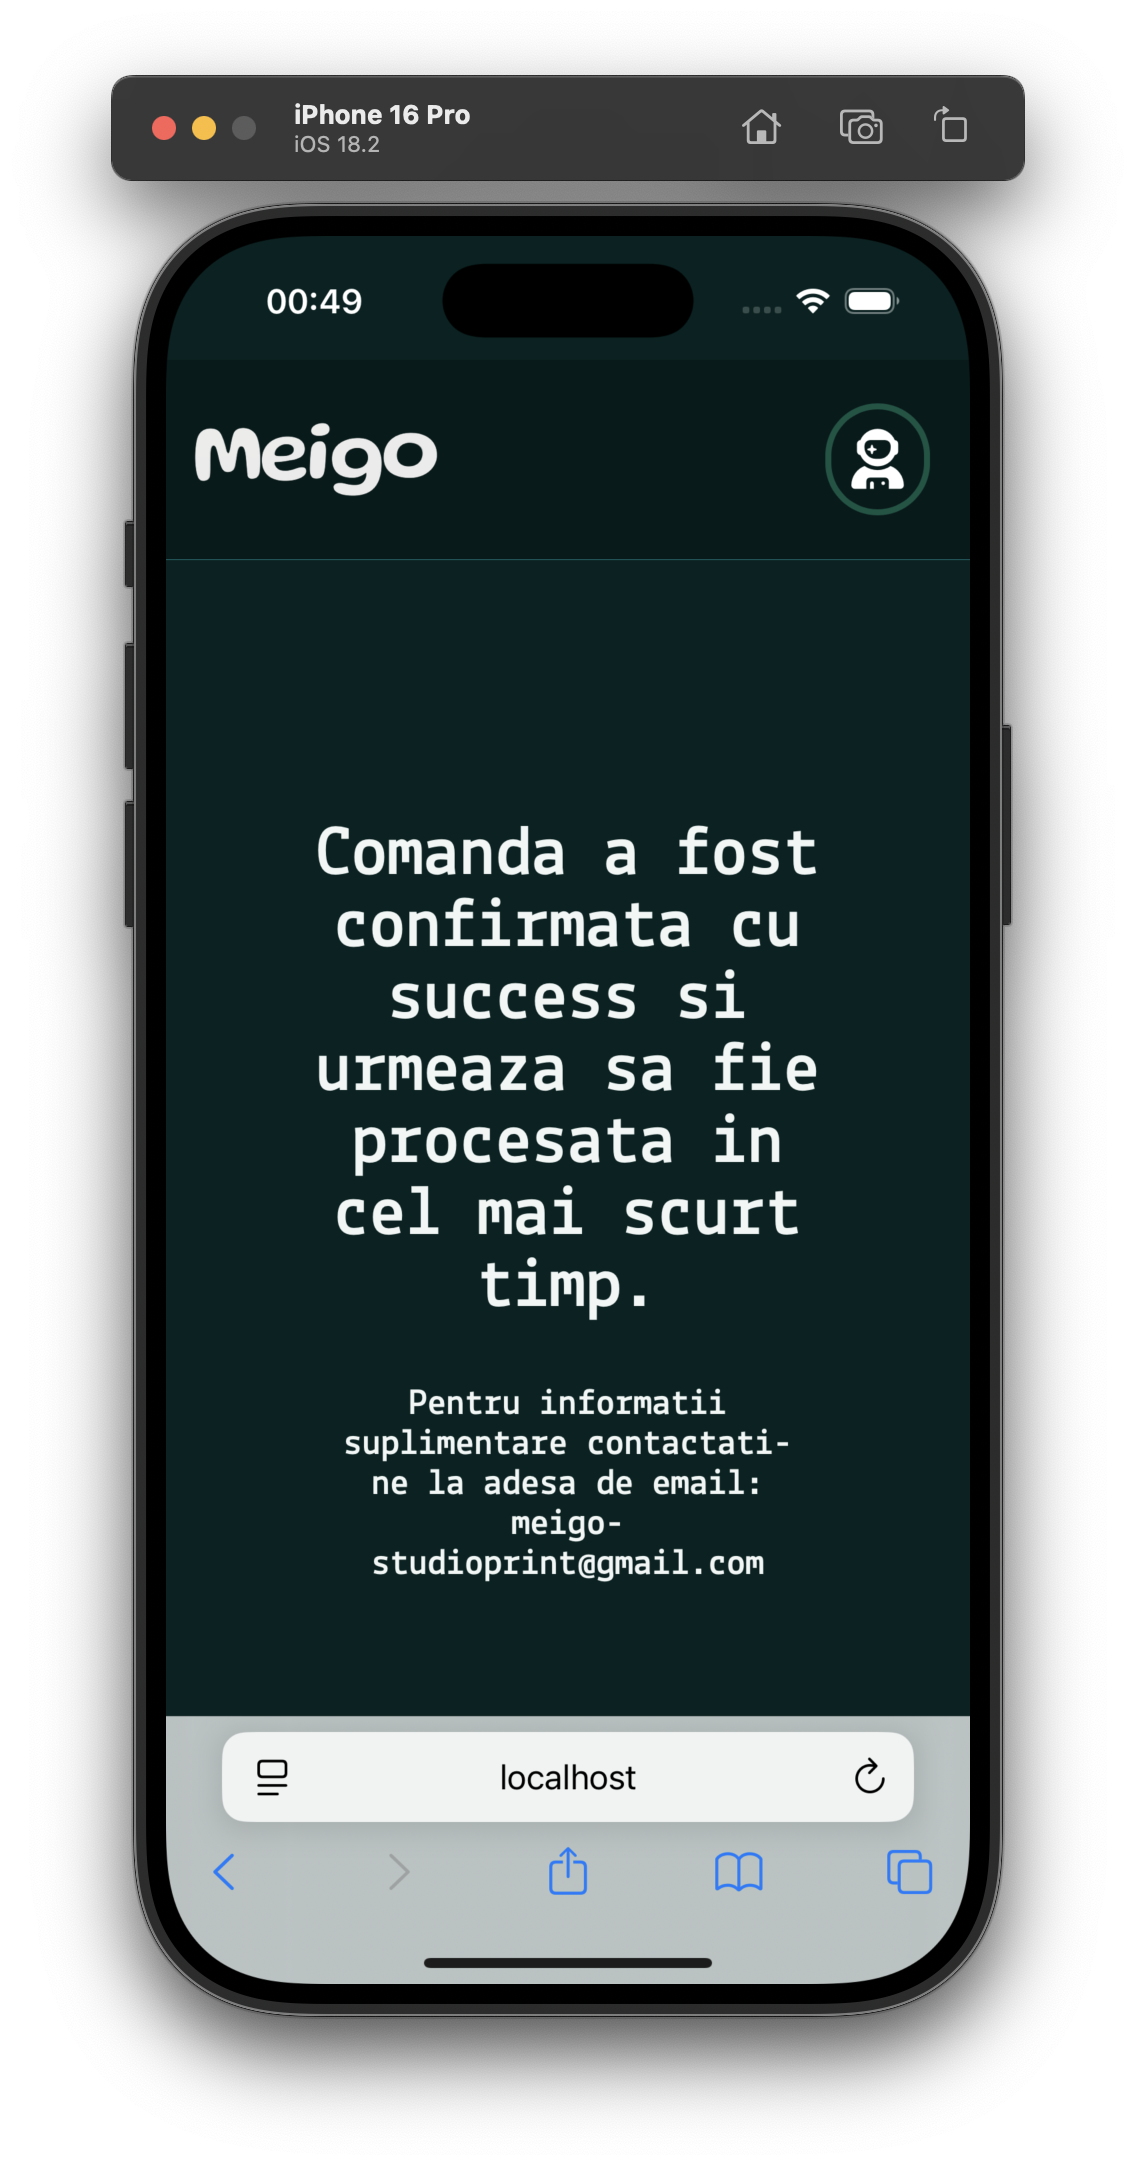 iPhone 16 Pro
iOS 18.2
00:49
Meigo
Comanda a fost
confirmata cu
success si
urmeaza sa fie
procesata in
cel mai scurt
timp.
Pentru informatii
suplimentare contactati-
ne la adesa de email:
meigo-
studioprint@gmail.com
localhost